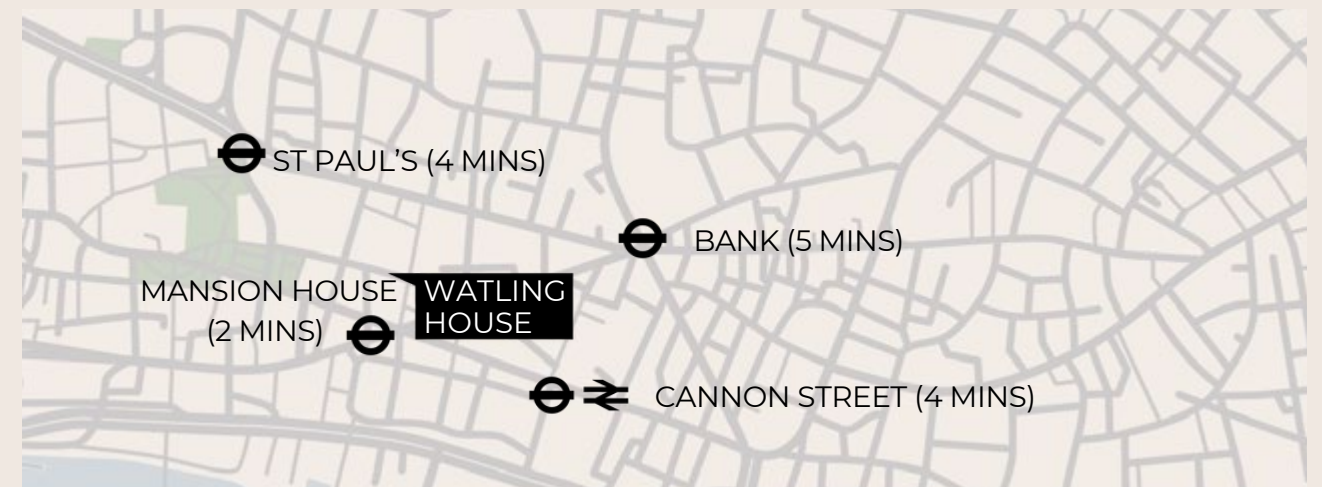 ST PAUL’S (4 MINS)
BANK (5 MINS)
MANSION HOUSE
(2 MINS)
WATLING
HOUSE
CANNON STREET (4 MINS)